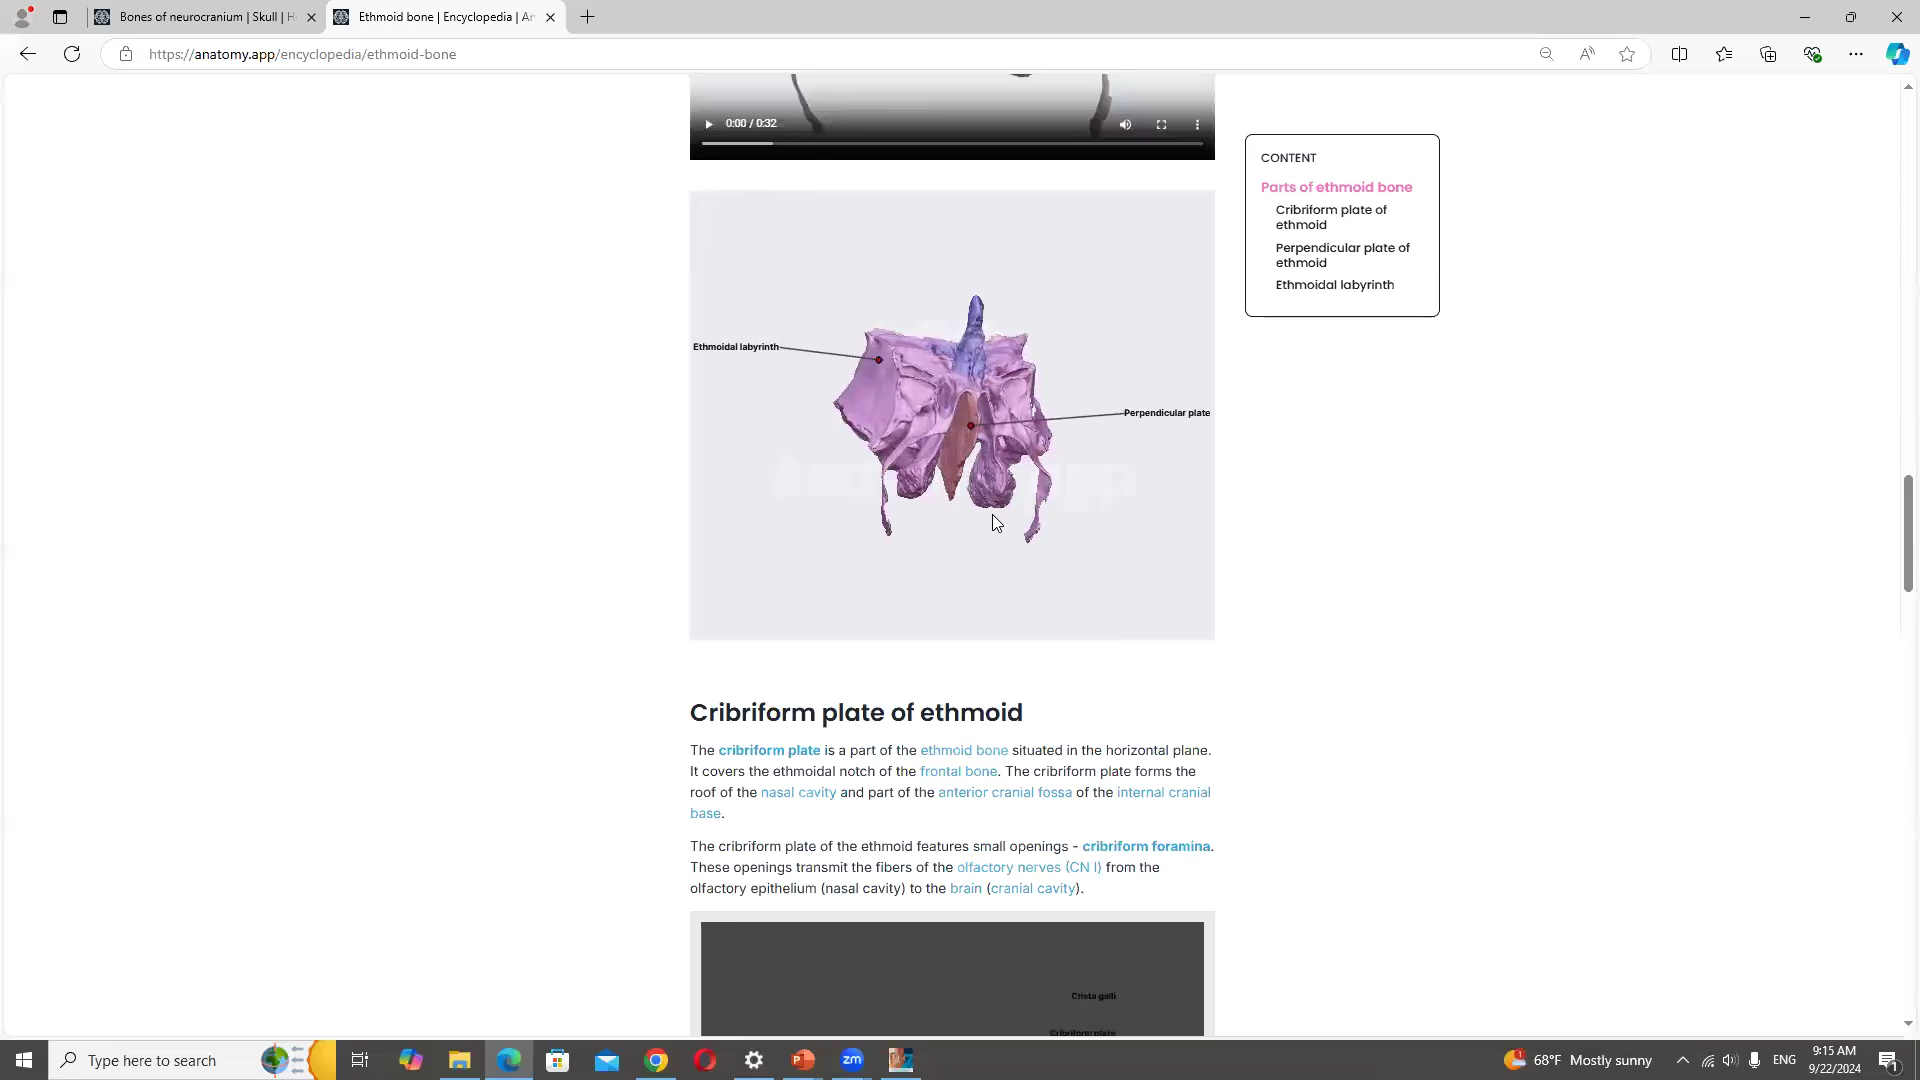 Bones of neurocranium | Skull | H
Ethmoid bone | Encyclopedia | An
https://anatomy.app/encyclopedia/ethmoid-bone
0:00 / 0:32
CONTENT
Parts of ethmoid bone
Cribriform plate of
ethmoid
Perpendicular plate of
ethmoid
Ethmoidal labyrinth
Ethmoidal labyrinth
Perpendicular plate
Cribriform plate of ethmoid
The cribriform plate is a part of the ethmoid bone situated in the horizontal plane.
It covers the ethmoidal notch of the frontal bone. The cribriform plate forms the
roof of the nasal cavity and part of the anterior cranial fossa of the internal cranial
base.
The cribriform plate of the ethmoid features small openings - cribriform foramina.
These openings transmit the fibers of the olfactory nerves (CN I) from the
olfactory epithelium (nasal cavity) to the brain (cranial cavity).
Crista galli
Cribriform plate
Type here to search
zm
68°F Mostly sunny
ENG
9:15 AM
9/22/2024
1